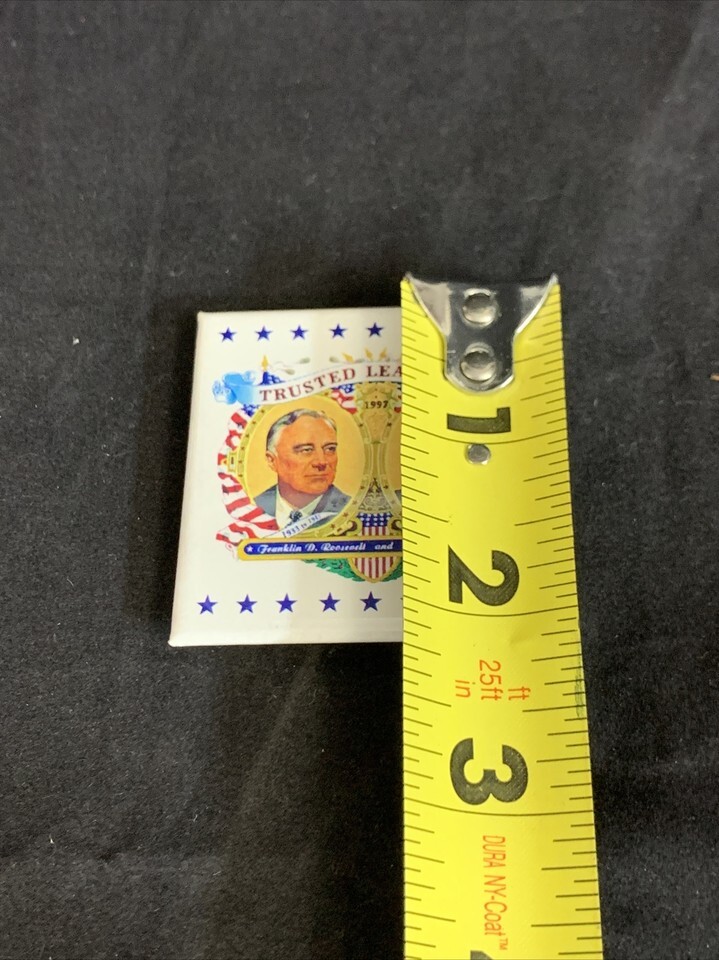 TRUSTED LEA
1997
Franklin D. Roosevelt and
1
2
ft
25ft
in
3
DURA NY-Coat™